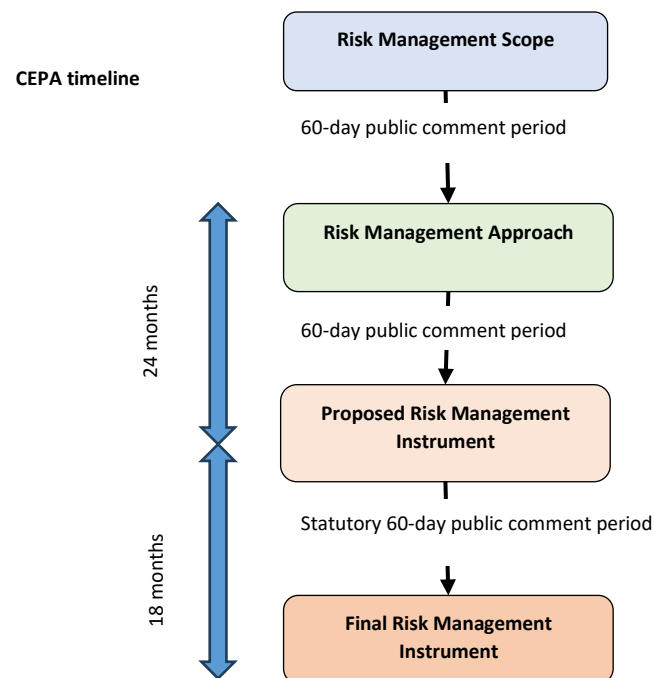 Risk Management Scope
CEPA timeline
60-day public comment period
Risk Management Approach
60-day public comment period
24 months
Proposed Risk Management
Instrument
Statutory 60-day public comment period
18 months
Final Risk Management
Instrument